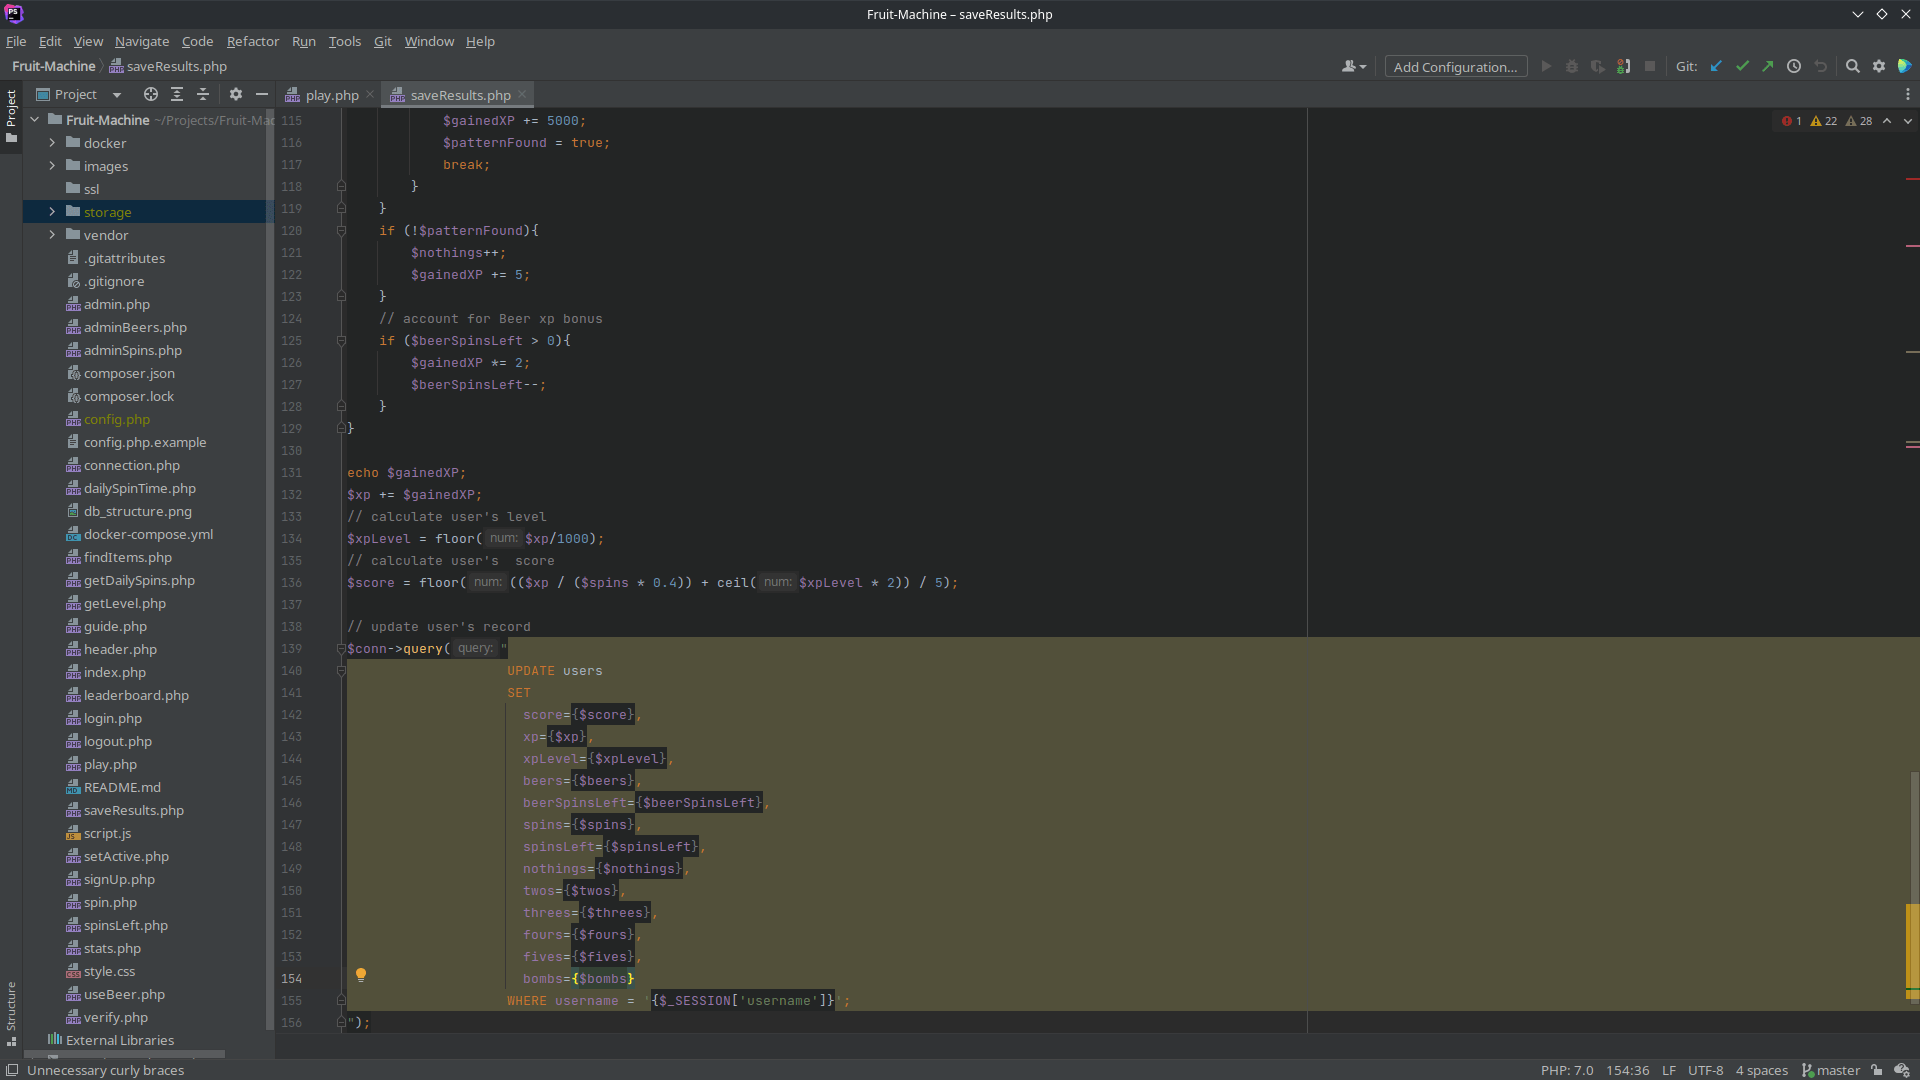 PS
Fruit-Machine – saveResults.php
File Edit View Navigate Code Refactor Run Tools Git Window Help
Fruit-Machine saveResults.php
Add Configuration...
Git:
Project
Project
play.php
saveResults.php
Fruit-Machine ~/Projects/Fruit-Mac
docker
images
ssl
storage
vendor
.gitattributes
.gitignore
admin.php
adminBeers.php
adminSpins.php
composer.json
composer.lock
config.php
config.php.example
connection.php
dailySpinTime.php
db_structure.png
docker-compose.yml
findItems.php
getDailySpins.php
getLevel.php
guide.php
header.php
index.php
leaderboard.php
login.php
logout.php
play.php
README.md
saveResults.php
script.js
setActive.php
signUp.php
spin.php
spinsLeft.php
stats.php
style.css
useBeer.php
verify.php
External Libraries
1 22 28
115 $gainedXP += 5000;
116 $patternFound = true;
117 break;
118 }
119 }
120 if (!$patternFound){
121 $nothings++;
122 $gainedXP += 5;
123 }
124 // account for Beer xp bonus
125 if ($beerSpinsLeft > 0){
126 $gainedXP *= 2;
127 $beerSpinsLeft--;
128 }
129 }
130
131 echo $gainedXP;
132 $xp += $gainedXP;
133 // calculate user's level
134 $xpLevel = floor( num: $xp/1000);
135 // calculate user's  score
136 $score = floor( num: (($xp / ($spins * 0.4)) + ceil( num: $xpLevel * 2)) / 5);
137
138 // update user's record
139 $conn->query( query: "
140 UPDATE users
141 SET
142 score={$score},
143 xp={$xp},
144 xpLevel={$xpLevel},
145 beers={$beers},
146 beerSpinsLeft={$beerSpinsLeft},
147 spins={$spins},
148 spinsLeft={$spinsLeft},
149 nothings={$nothings},
150 twos={$twos},
151 threes={$threes},
152 fours={$fours},
153 fives={$fives},
154 bombs={$bombs}
155 WHERE username = '{$_SESSION['username']}';
156 ");
Structure
Unnecessary curly braces
PHP: 7.0 154:36 LF UTF-8 4 spaces master